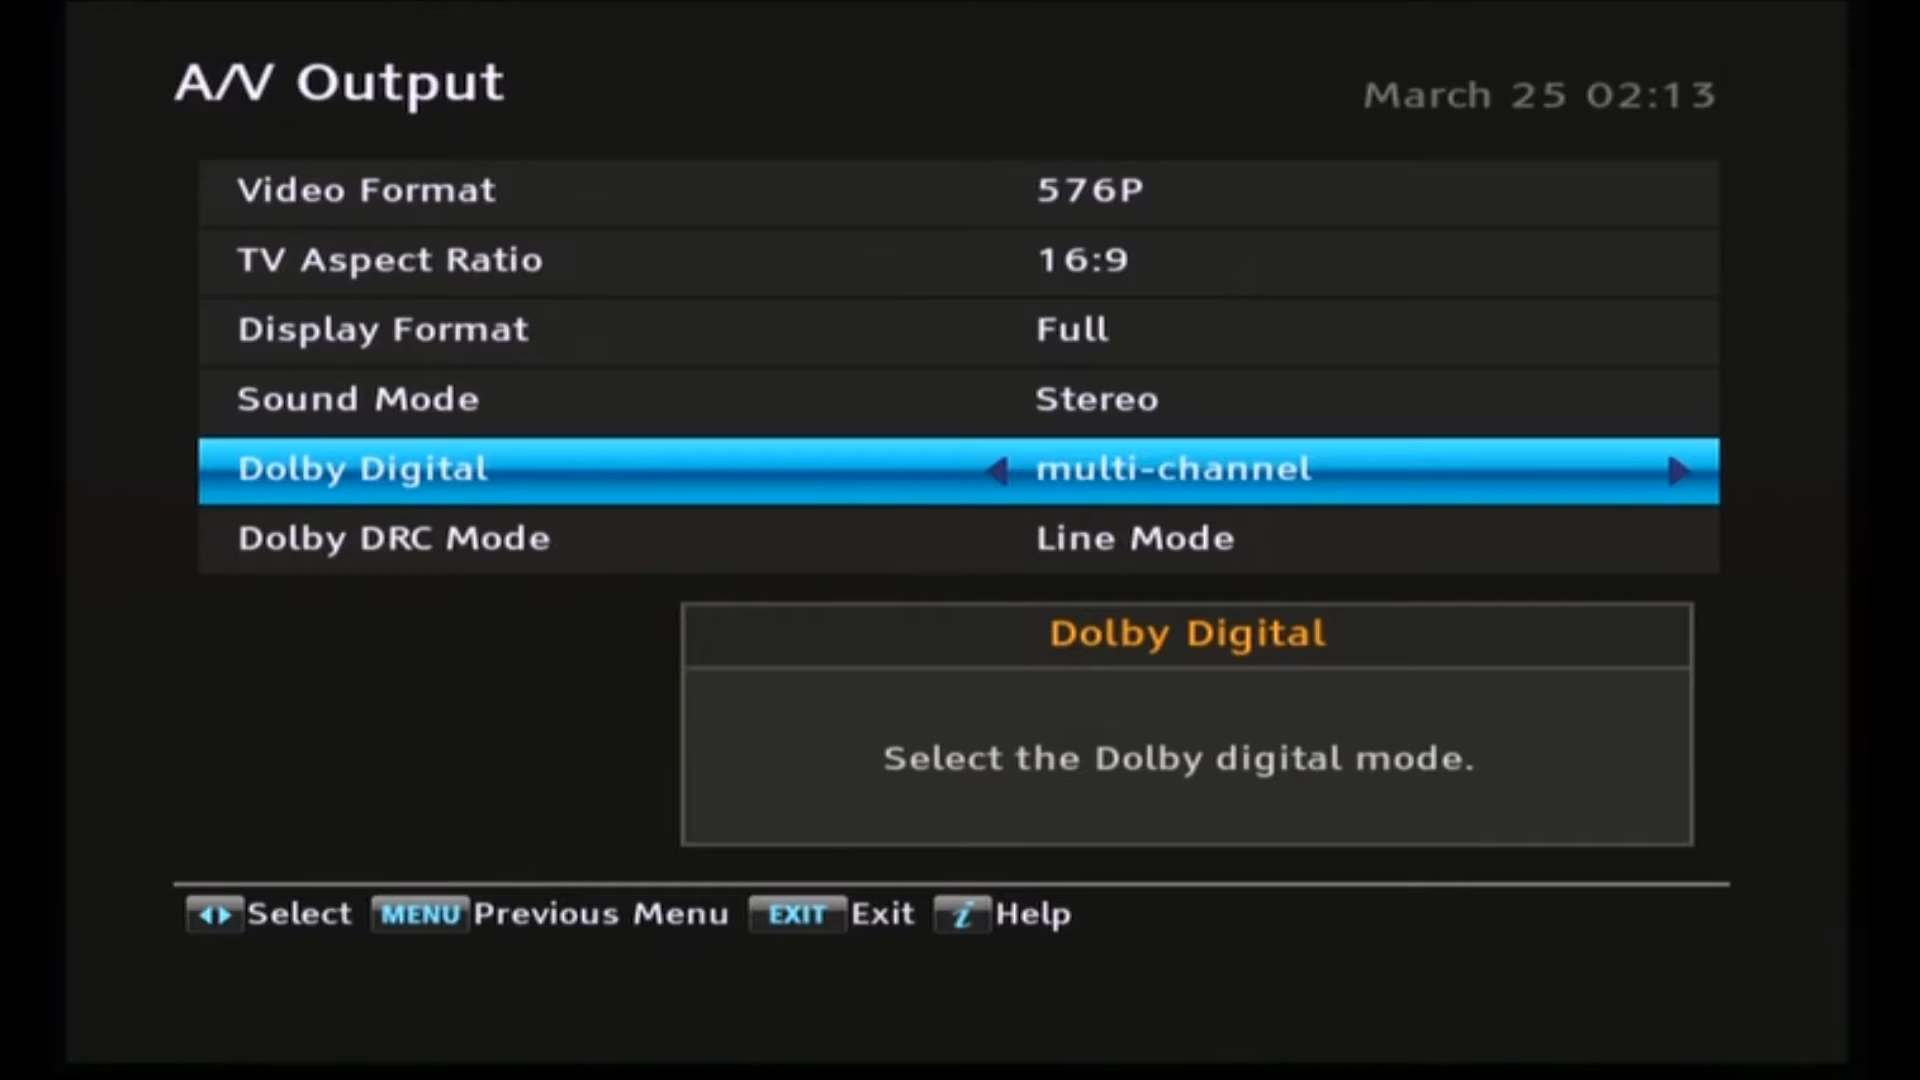 A/V Output
March 25 02:13
Video Format 576P
TV Aspect Ratio 16:9
Display Format Full
Sound Mode Stereo
Dolby Digital multi-channel
Dolby DRC Mode Line Mode
Dolby Digital
Select the Dolby digital mode.
Select MENU Previous Menu EXIT Exit i Help